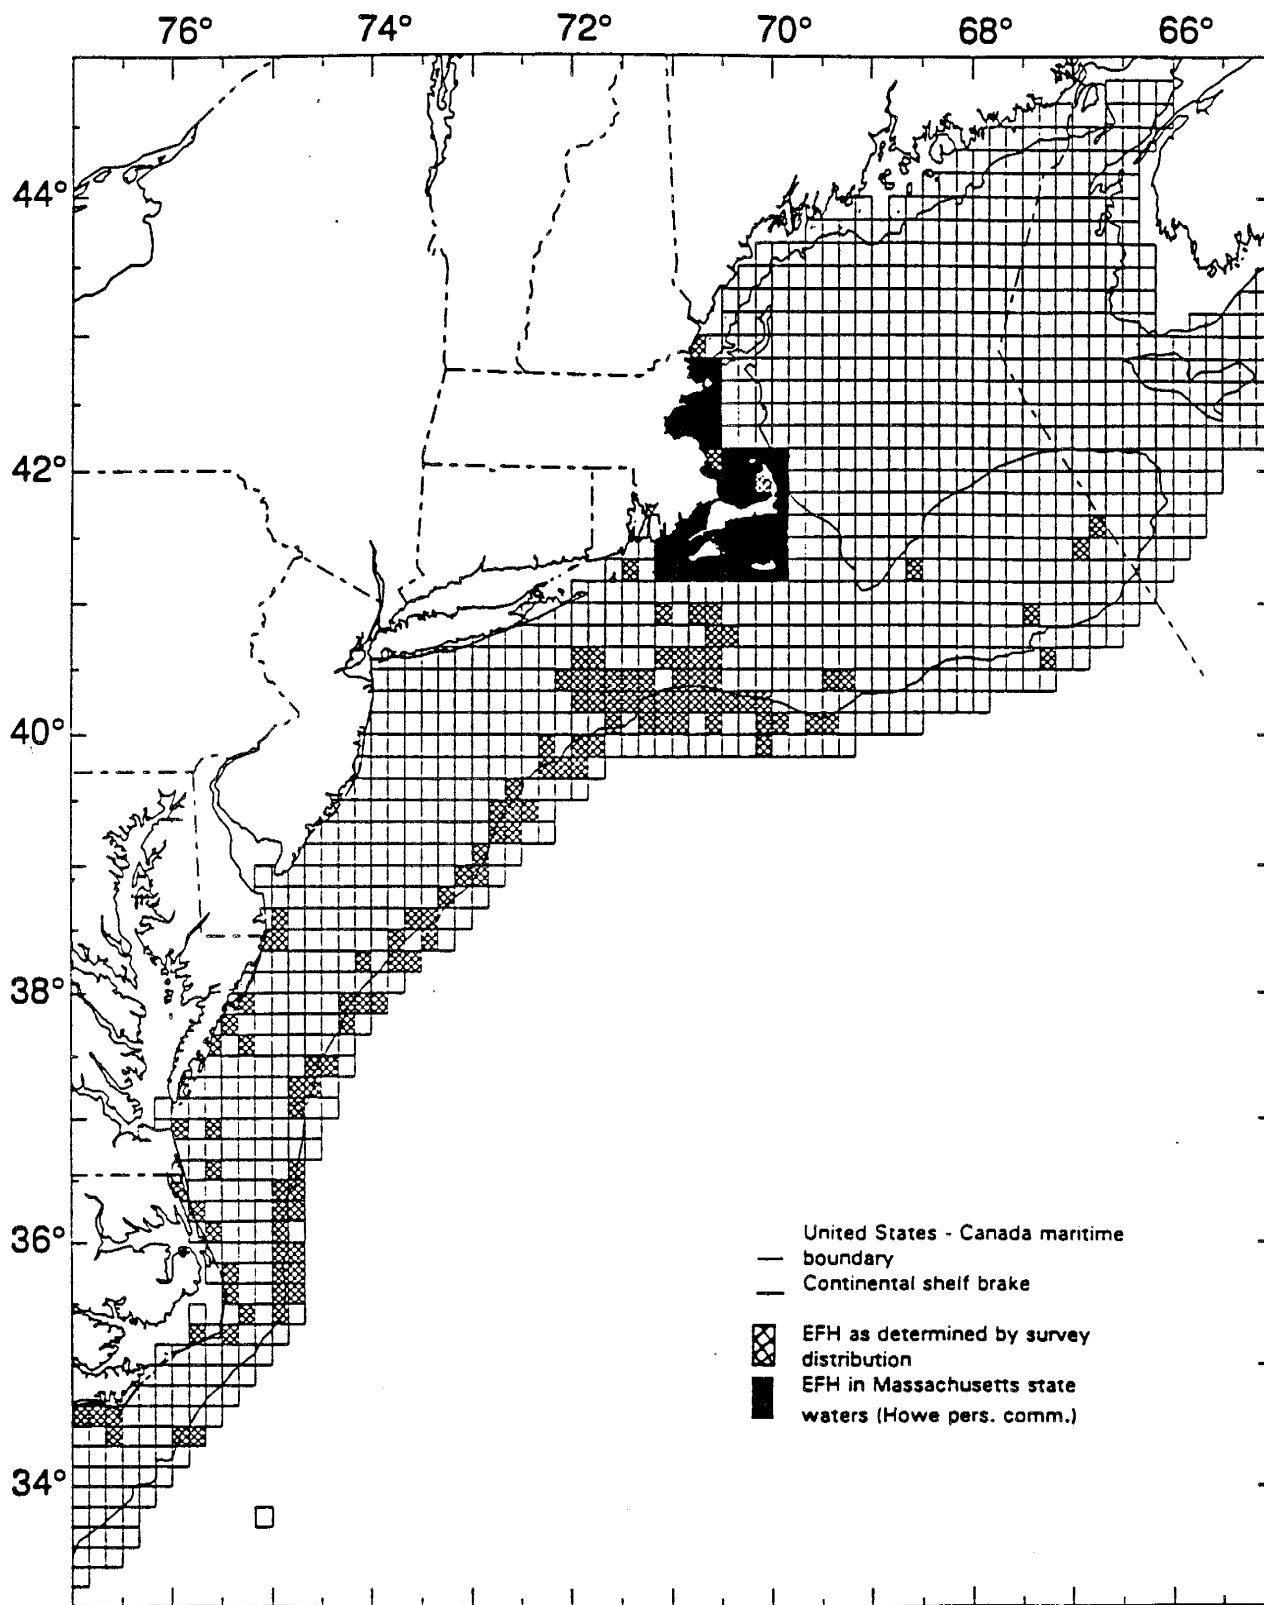 76° 74° 72° 70° 68° 66°
44°
42°
40°
38°
36°
34°
United States - Canada maritime
boundary
Continental shelf brake
EFH as determined by survey
distribution
EFH in Massachusetts state
waters (Howe pers. comm.)